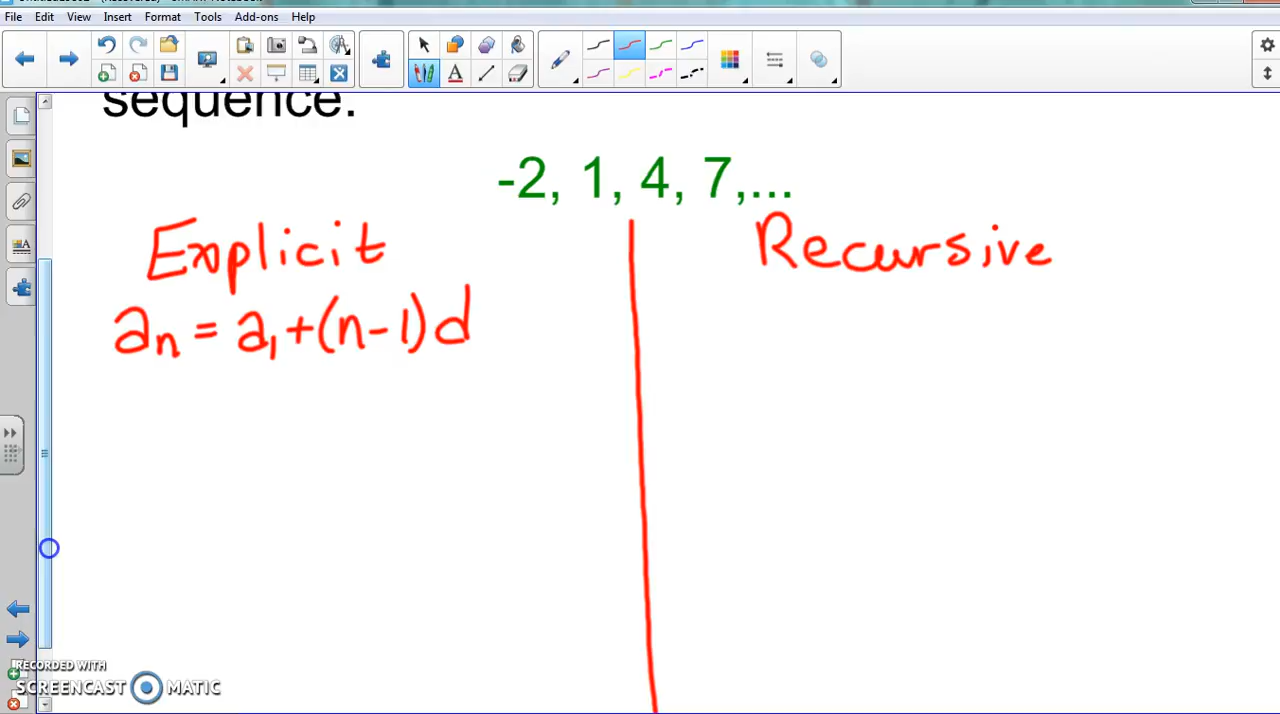 File Edit View Insert Format Tools Add-ons Help
sequence.
-2, 1, 4, 7,...
Explicit
aₙ = a₁ + (n-1)d
Recursive
RECORDED WITH
SCREENCAST MATIC